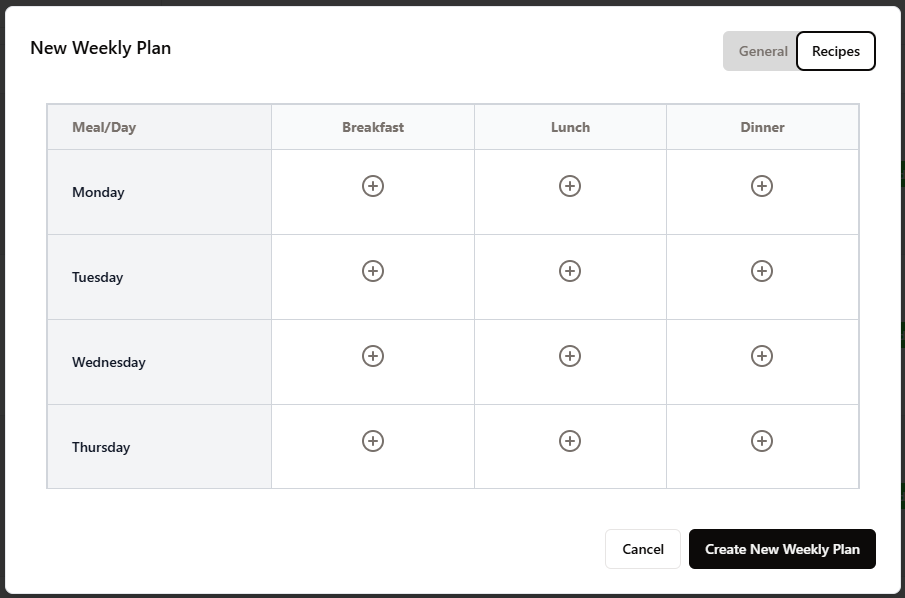 New Weekly Plan
General Recipes
Meal/Day Breakfast Lunch Dinner
Monday
Tuesday
Wednesday
Thursday
Cancel Create New Weekly Plan